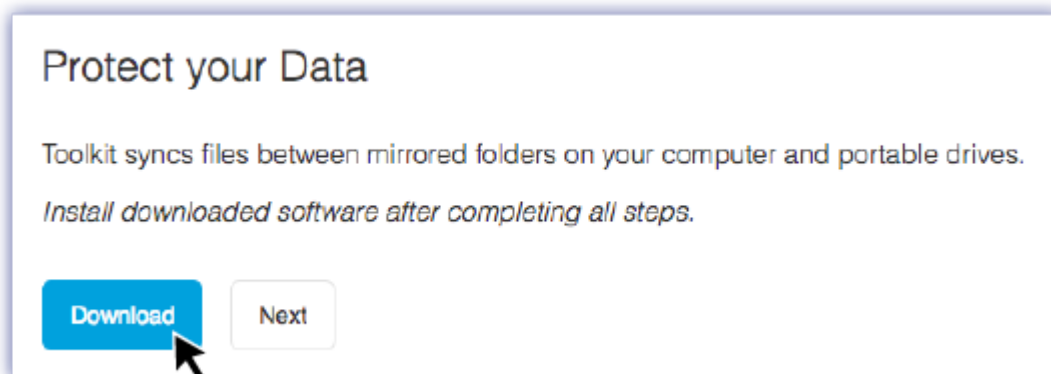 Protect your Data
Toolkit syncs files between mirrored folders on your computer and portable drives.
Install downloaded software after completing all steps.
Download
Next